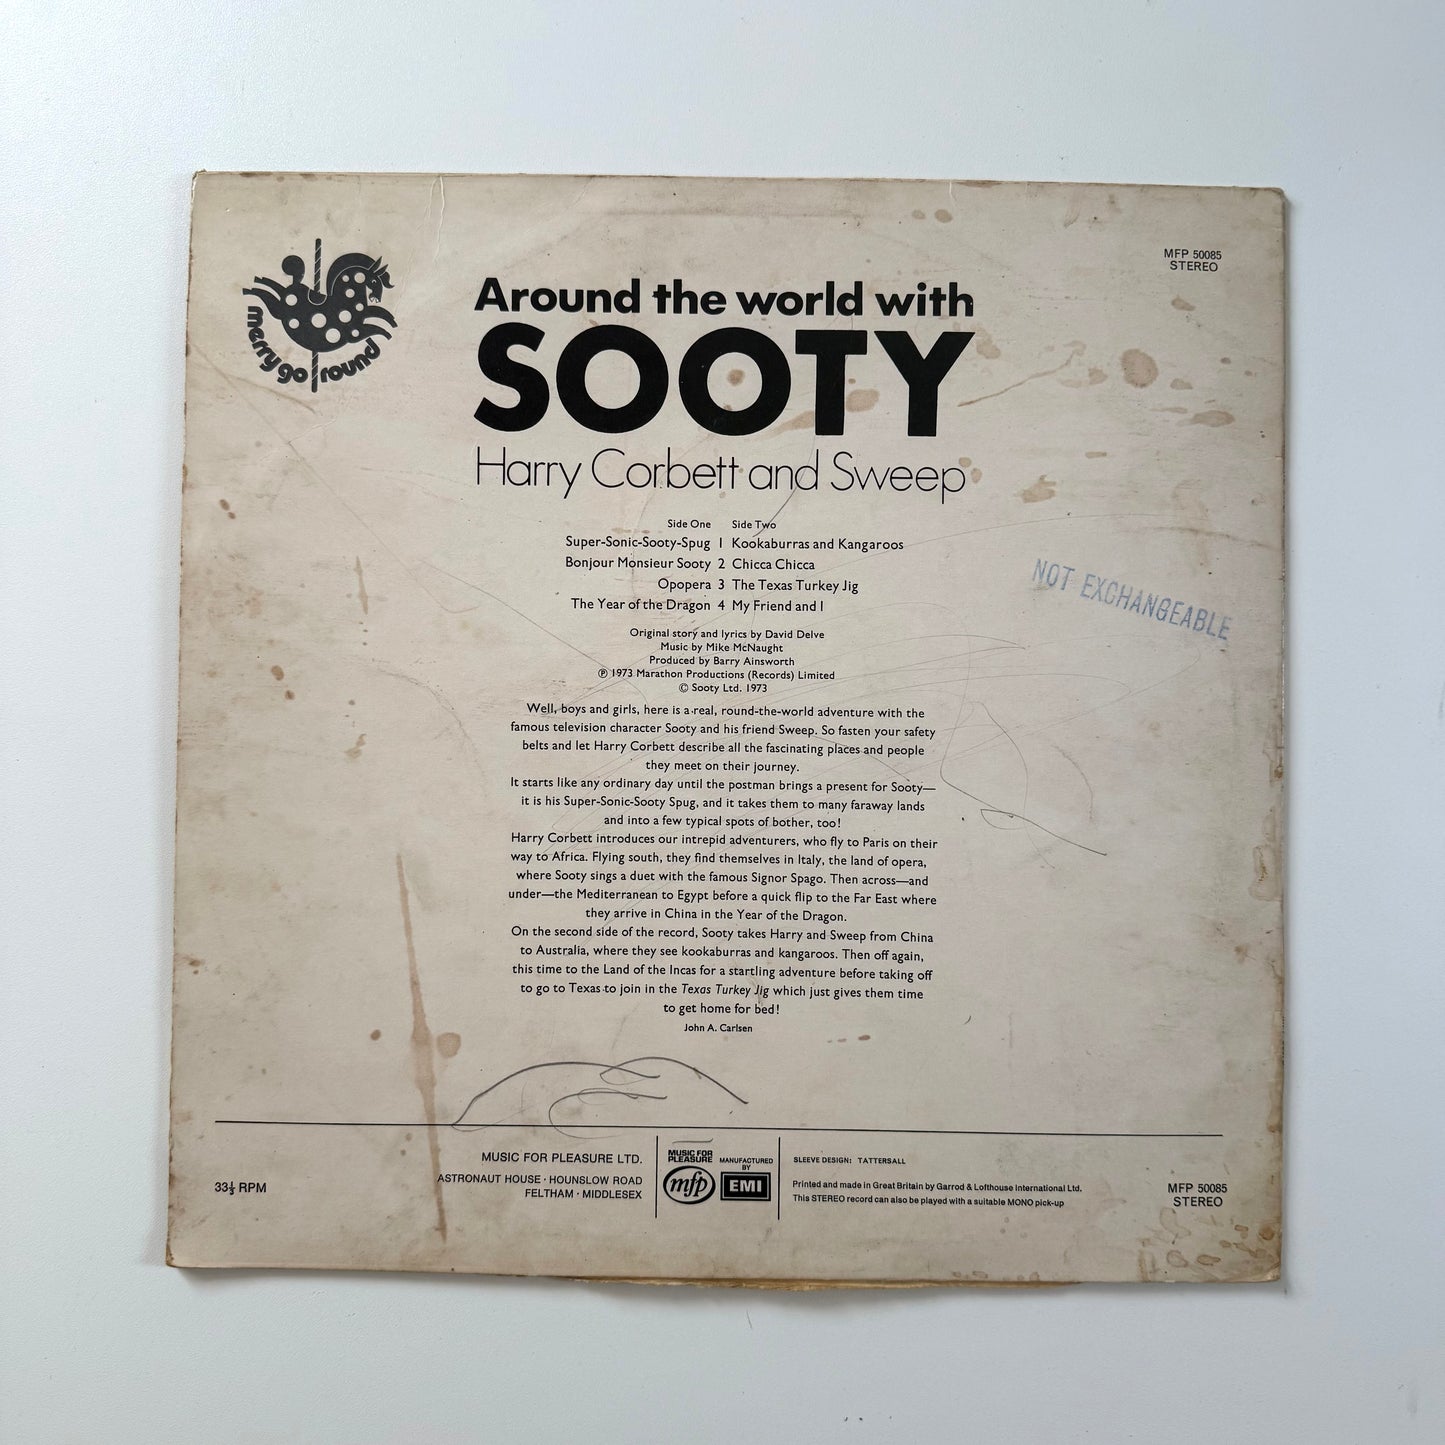 merry go round
MFP 50085
STEREO
Around the world with
SOOTY
Harry Corbett and Sweep
Side One Side Two
Super-Sonic-Sooty-Spug 1 Kookaburras and Kangaroos
Bonjour Monsieur Sooty 2 Chicca Chicca
Opopera 3 The Texas Turkey Jig
The Year of the Dragon 4 My Friend and I
NOT EXCHANGEABLE
Original story and lyrics by David Delve
Music by Mike McNaught
Produced by Barry Ainsworth
℗ 1973 Marathon Productions (Records) Limited
© Sooty Ltd. 1973
Well, boys and girls, here is a real, round-the-world adventure with the
famous television character Sooty and his friend Sweep. So fasten your safety
belts and let Harry Corbett describe all the fascinating places and people
they meet on their journey.
It starts like any ordinary day until the postman brings a present for Sooty—
it is his Super-Sonic-Sooty Spug, and it takes them to many faraway lands
and into a few typical spots of bother, too!
Harry Corbett introduces our intrepid adventurers, who fly to Paris on their
way to Africa. Flying south, they find themselves in Italy, the land of opera,
where Sooty sings a duet with the famous Signor Spago. Then across—and
under—the Mediterranean to Egypt before a quick flip to the Far East where
they arrive in China in the Year of the Dragon.
On the second side of the record, Sooty takes Harry and Sweep from China
to Australia, where they see kookaburras and kangaroos. Then off again,
this time to the Land of the Incas for a startling adventure before taking off
to go to Texas to join in the Texas Turkey Jig which just gives them time
to get home for bed!
John A. Carlsen
33⅓ RPM
MUSIC FOR PLEASURE LTD.
ASTRONAUT HOUSE · HOUNSLOW ROAD
FELTHAM · MIDDLESEX
MUSIC FOR
PLEASURE
mfp
MANUFACTURED
BY
EMI
SLEEVE DESIGN: TATTERSALL
Printed and made in Great Britain by Garrod & Lofthouse International Ltd.
This STEREO record can also be played with a suitable MONO pick-up
MFP 50085
STEREO